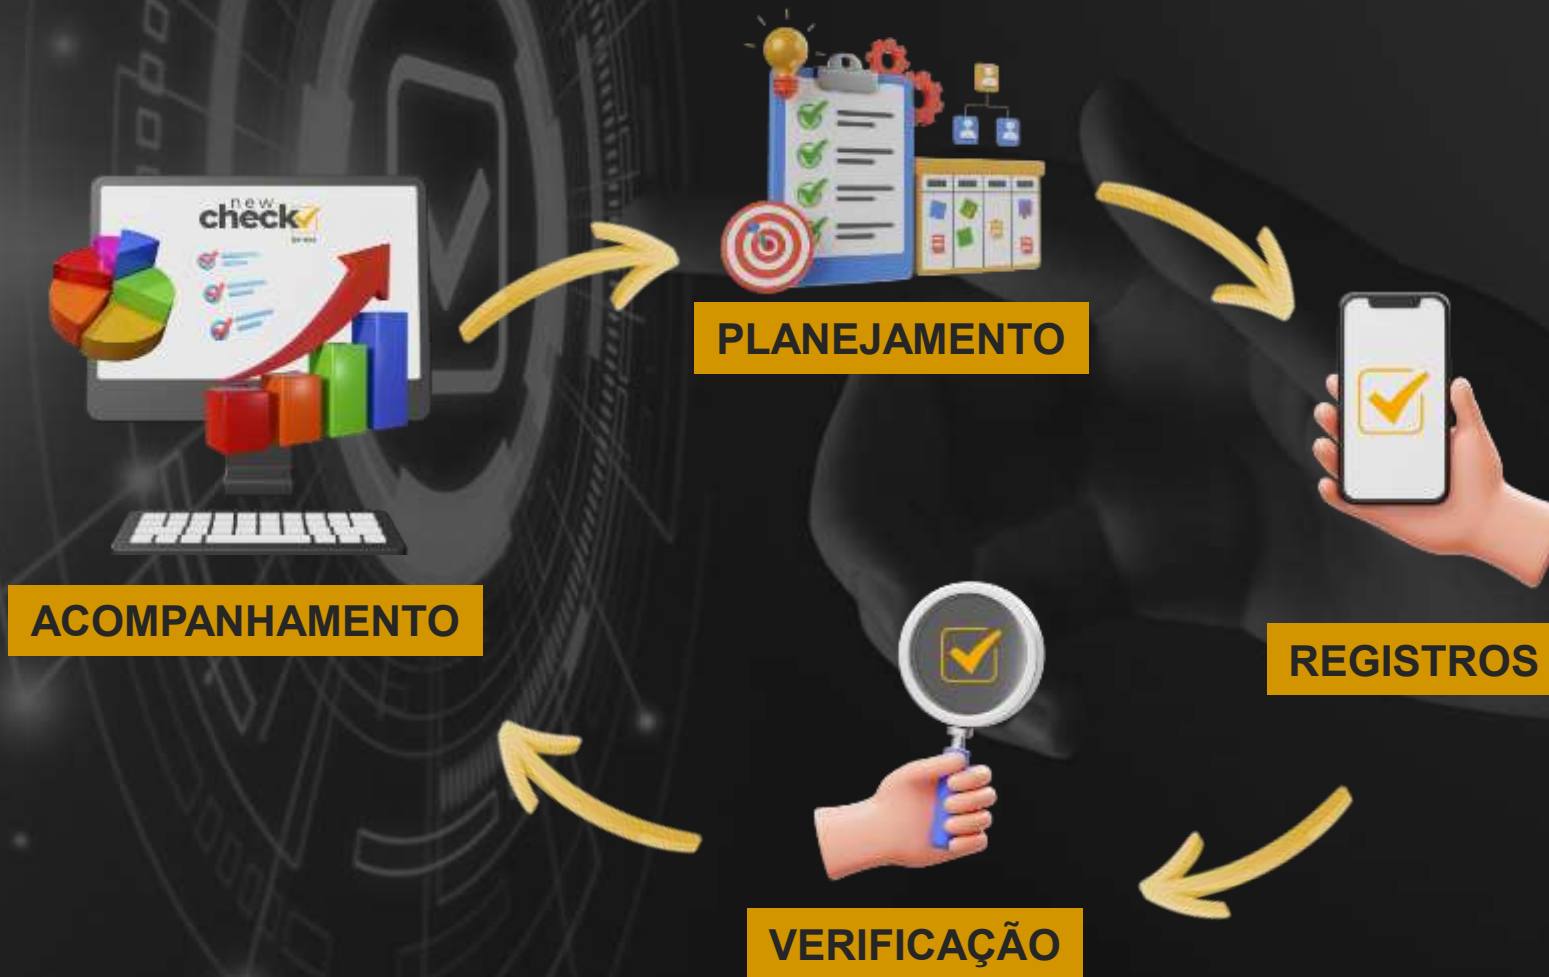 new
check
PLANEJAMENTO
ACOMPANHAMENTO
REGISTROS
VERIFICAÇÃO